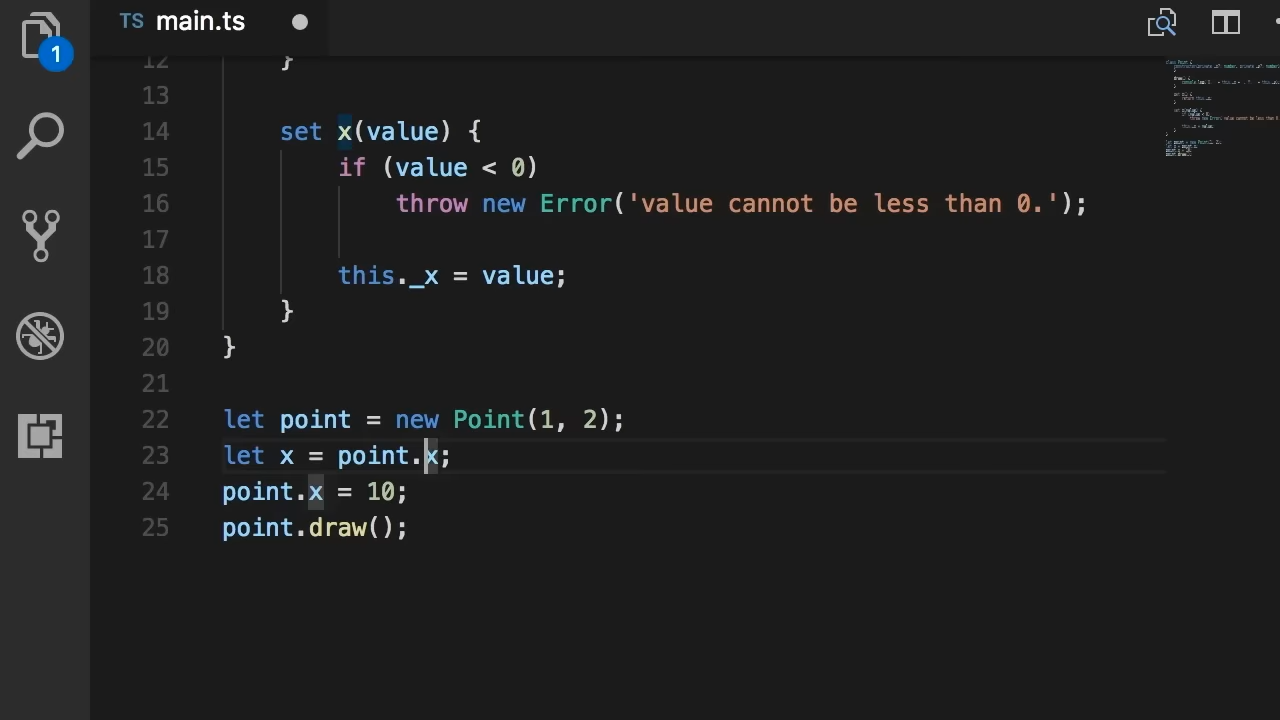 TS main.ts
1
12 }
13
14 set x(value) {
15 if (value < 0)
16 throw new Error('value cannot be less than 0.');
17
18 this._x = value;
19 }
20 }
21
22 let point = new Point(1, 2);
23 let x = point.x;
24 point.x = 10;
25 point.draw();